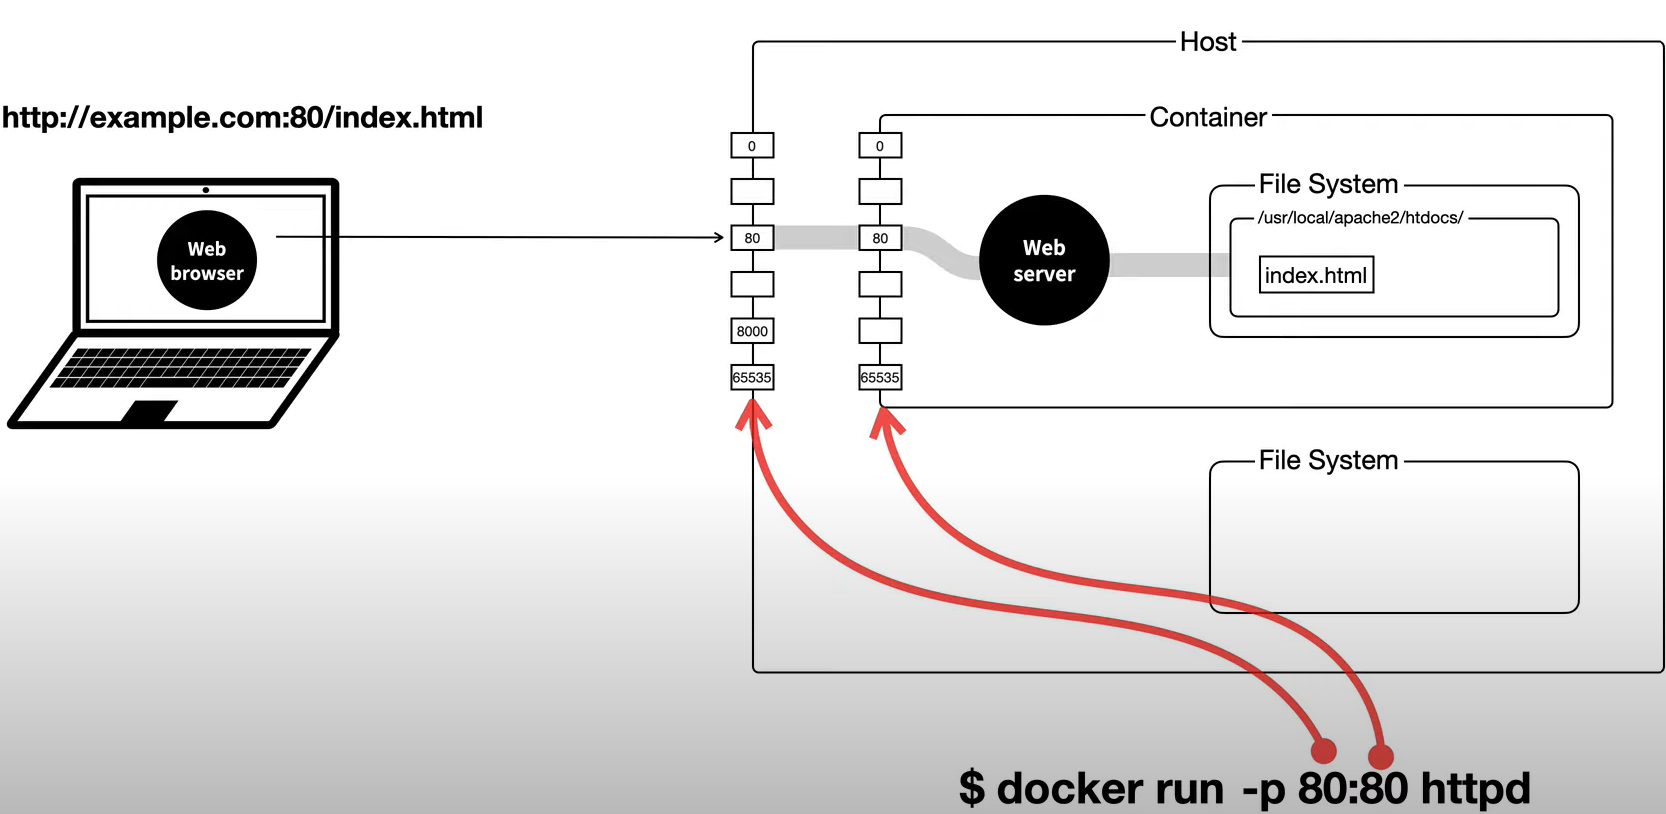 Host
http://example.com:80/index.html
Container
0
0
File System
/usr/local/apache2/htdocs/
Web
browser
80
80
Web
server
index.html
8000
65535
65535
File System
$ docker run -p 80:80 httpd